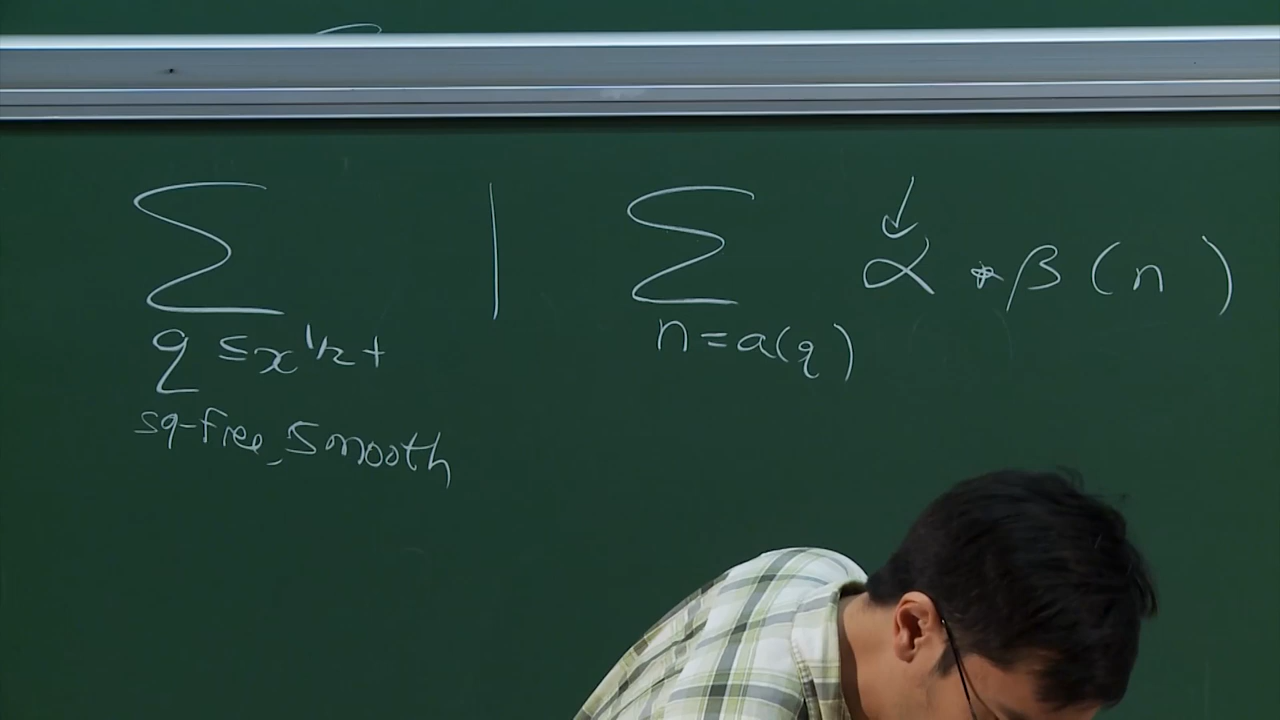 ∑ | ∑ α * β (n)
q ≤ x^{1/2+} n = a(q)
sq-free, smooth